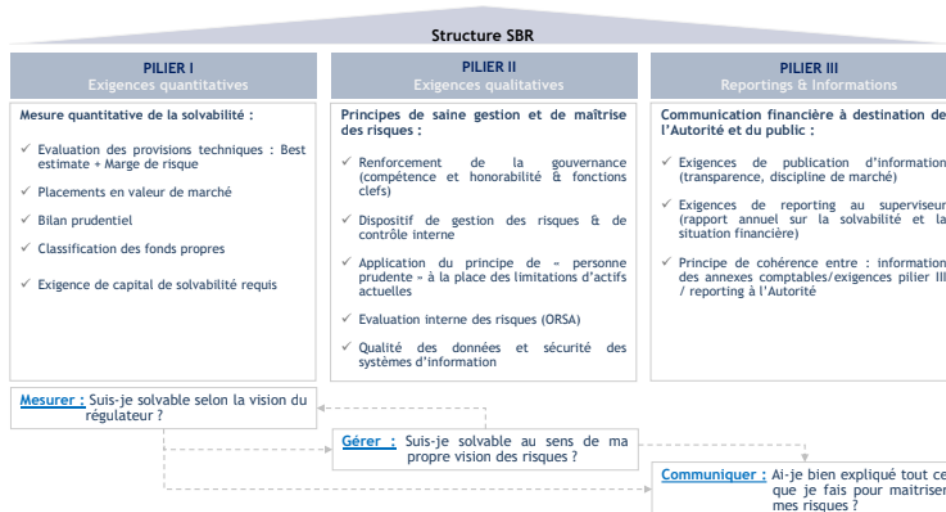 Structure SBR
PILIER I
Exigences quantitatives
Mesure quantitative de la solvabilité :
✓ Evaluation des provisions techniques : Best
estimate + Marge de risque
✓ Placements en valeur de marché
✓ Bilan prudentiel
✓ Classification des fonds propres
✓ Exigence de capital de solvabilité requis
PILIER II
Exigences qualitatives
Principes de saine gestion et de maîtrise
des risques :
✓ Renforcement de la gouvernance
(compétence et honorabilité & fonctions
clefs)
✓ Dispositif de gestion des risques & de
contrôle interne
✓ Application du principe de « personne
prudente » à la place des limitations d'actifs
actuelles
✓ Evaluation interne des risques (ORSA)
✓ Qualité des données et sécurité des
systèmes d'information
PILIER III
Reportings & Informations
Communication financière à destination de
l'Autorité et du public :
✓ Exigences de publication d'information
(transparence, discipline de marché)
✓ Exigences de reporting au superviseur
(rapport annuel sur la solvabilité et la
situation financière)
✓ Principe de cohérence entre : information
des annexes comptables/exigences pilier III
/ reporting à l'Autorité
Mesurer : Suis-je solvable selon la vision du
régulateur ?
Gérer : Suis-je solvable au sens de ma
propre vision des risques ?
Communiquer : Ai-je bien expliqué tout ce
que je fais pour maitriser
mes risques ?